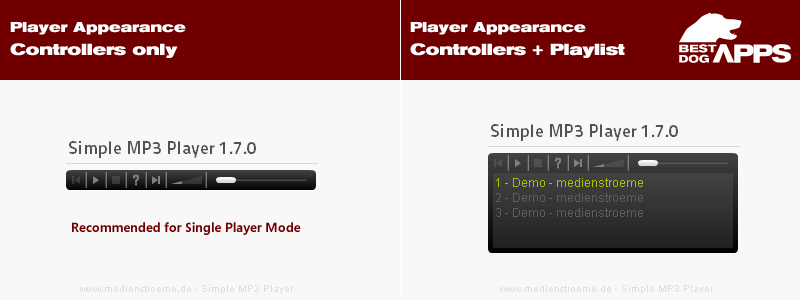 Player Appearance
Controllers only
Simple MP3 Player 1.7.0
?
Recommended for Single Player Mode
www.medienstroeme.de - Simple MP3 Player
Player Appearance
Controllers + Playlist
BEST
DOG APPS
Simple MP3 Player 1.7.0
?
1 - Demo - medienstroeme
2 - Demo - medienstroeme
3 - Demo - medienstroeme
www.medienstroeme.de - Simple MP3 Player